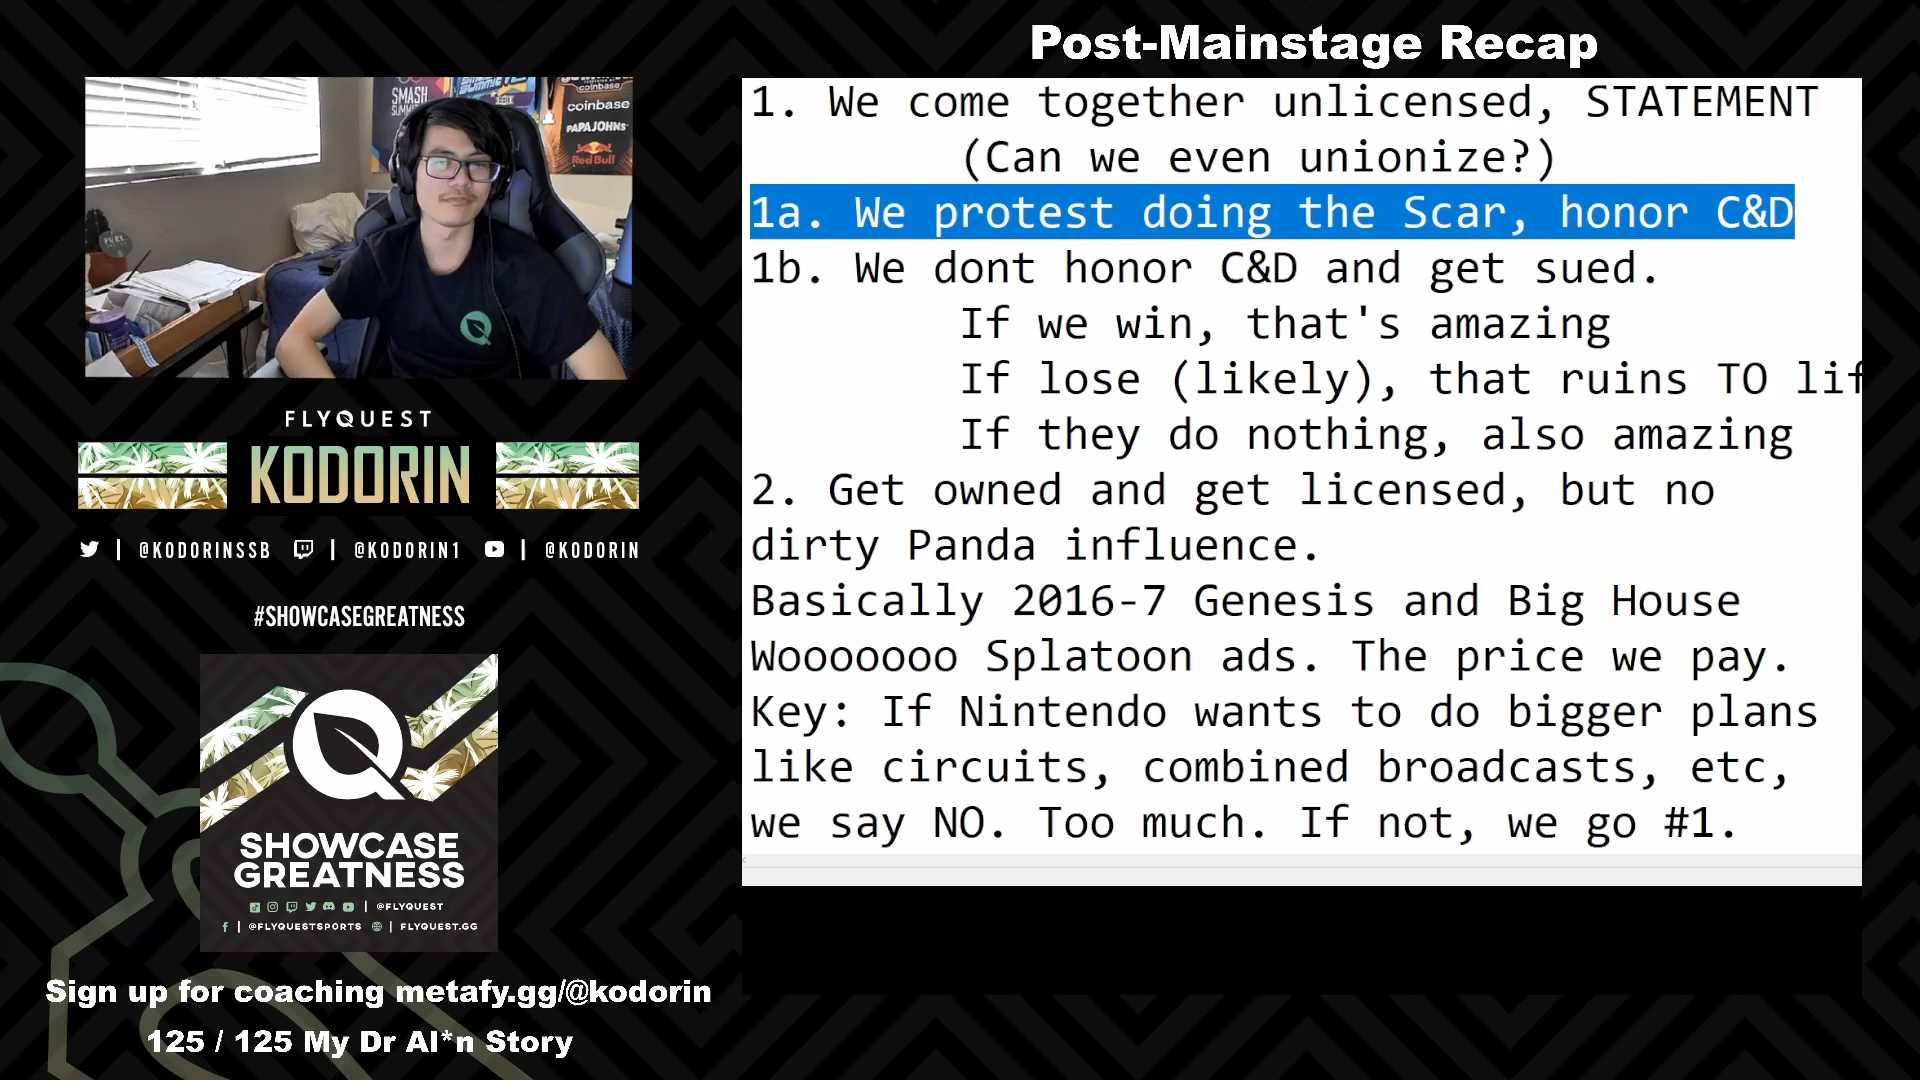 Post-Mainstage Recap
1. We come together unlicensed, STATEMENT
(Can we even unionize?)
1a. We protest doing the Scar, honor C&D
1b. We dont honor C&D and get sued.
If we win, that's amazing
If lose (likely), that ruins TO lif
If they do nothing, also amazing
2. Get owned and get licensed, but no
dirty Panda influence.
Basically 2016-7 Genesis and Big House
Wooooooo Splatoon ads. The price we pay.
Key: If Nintendo wants to do bigger plans
like circuits, combined broadcasts, etc,
we say NO. Too much. If not, we go #1.
SMASH
coinbase
coinbase
PAPAJOHNS
Red Bull
FLYQUEST
KODORIN
| @KODORINSSB | @KODORIN1 | @KODORIN
#SHOWCASEGREATNESS
SHOWCASE
GREATNESS
| @FLYQUEST
| @FLYQUESTSPORTS | FLYQUEST.GG
Sign up for coaching metafy.gg/@kodorin
125 / 125 My Dr Al*n Story